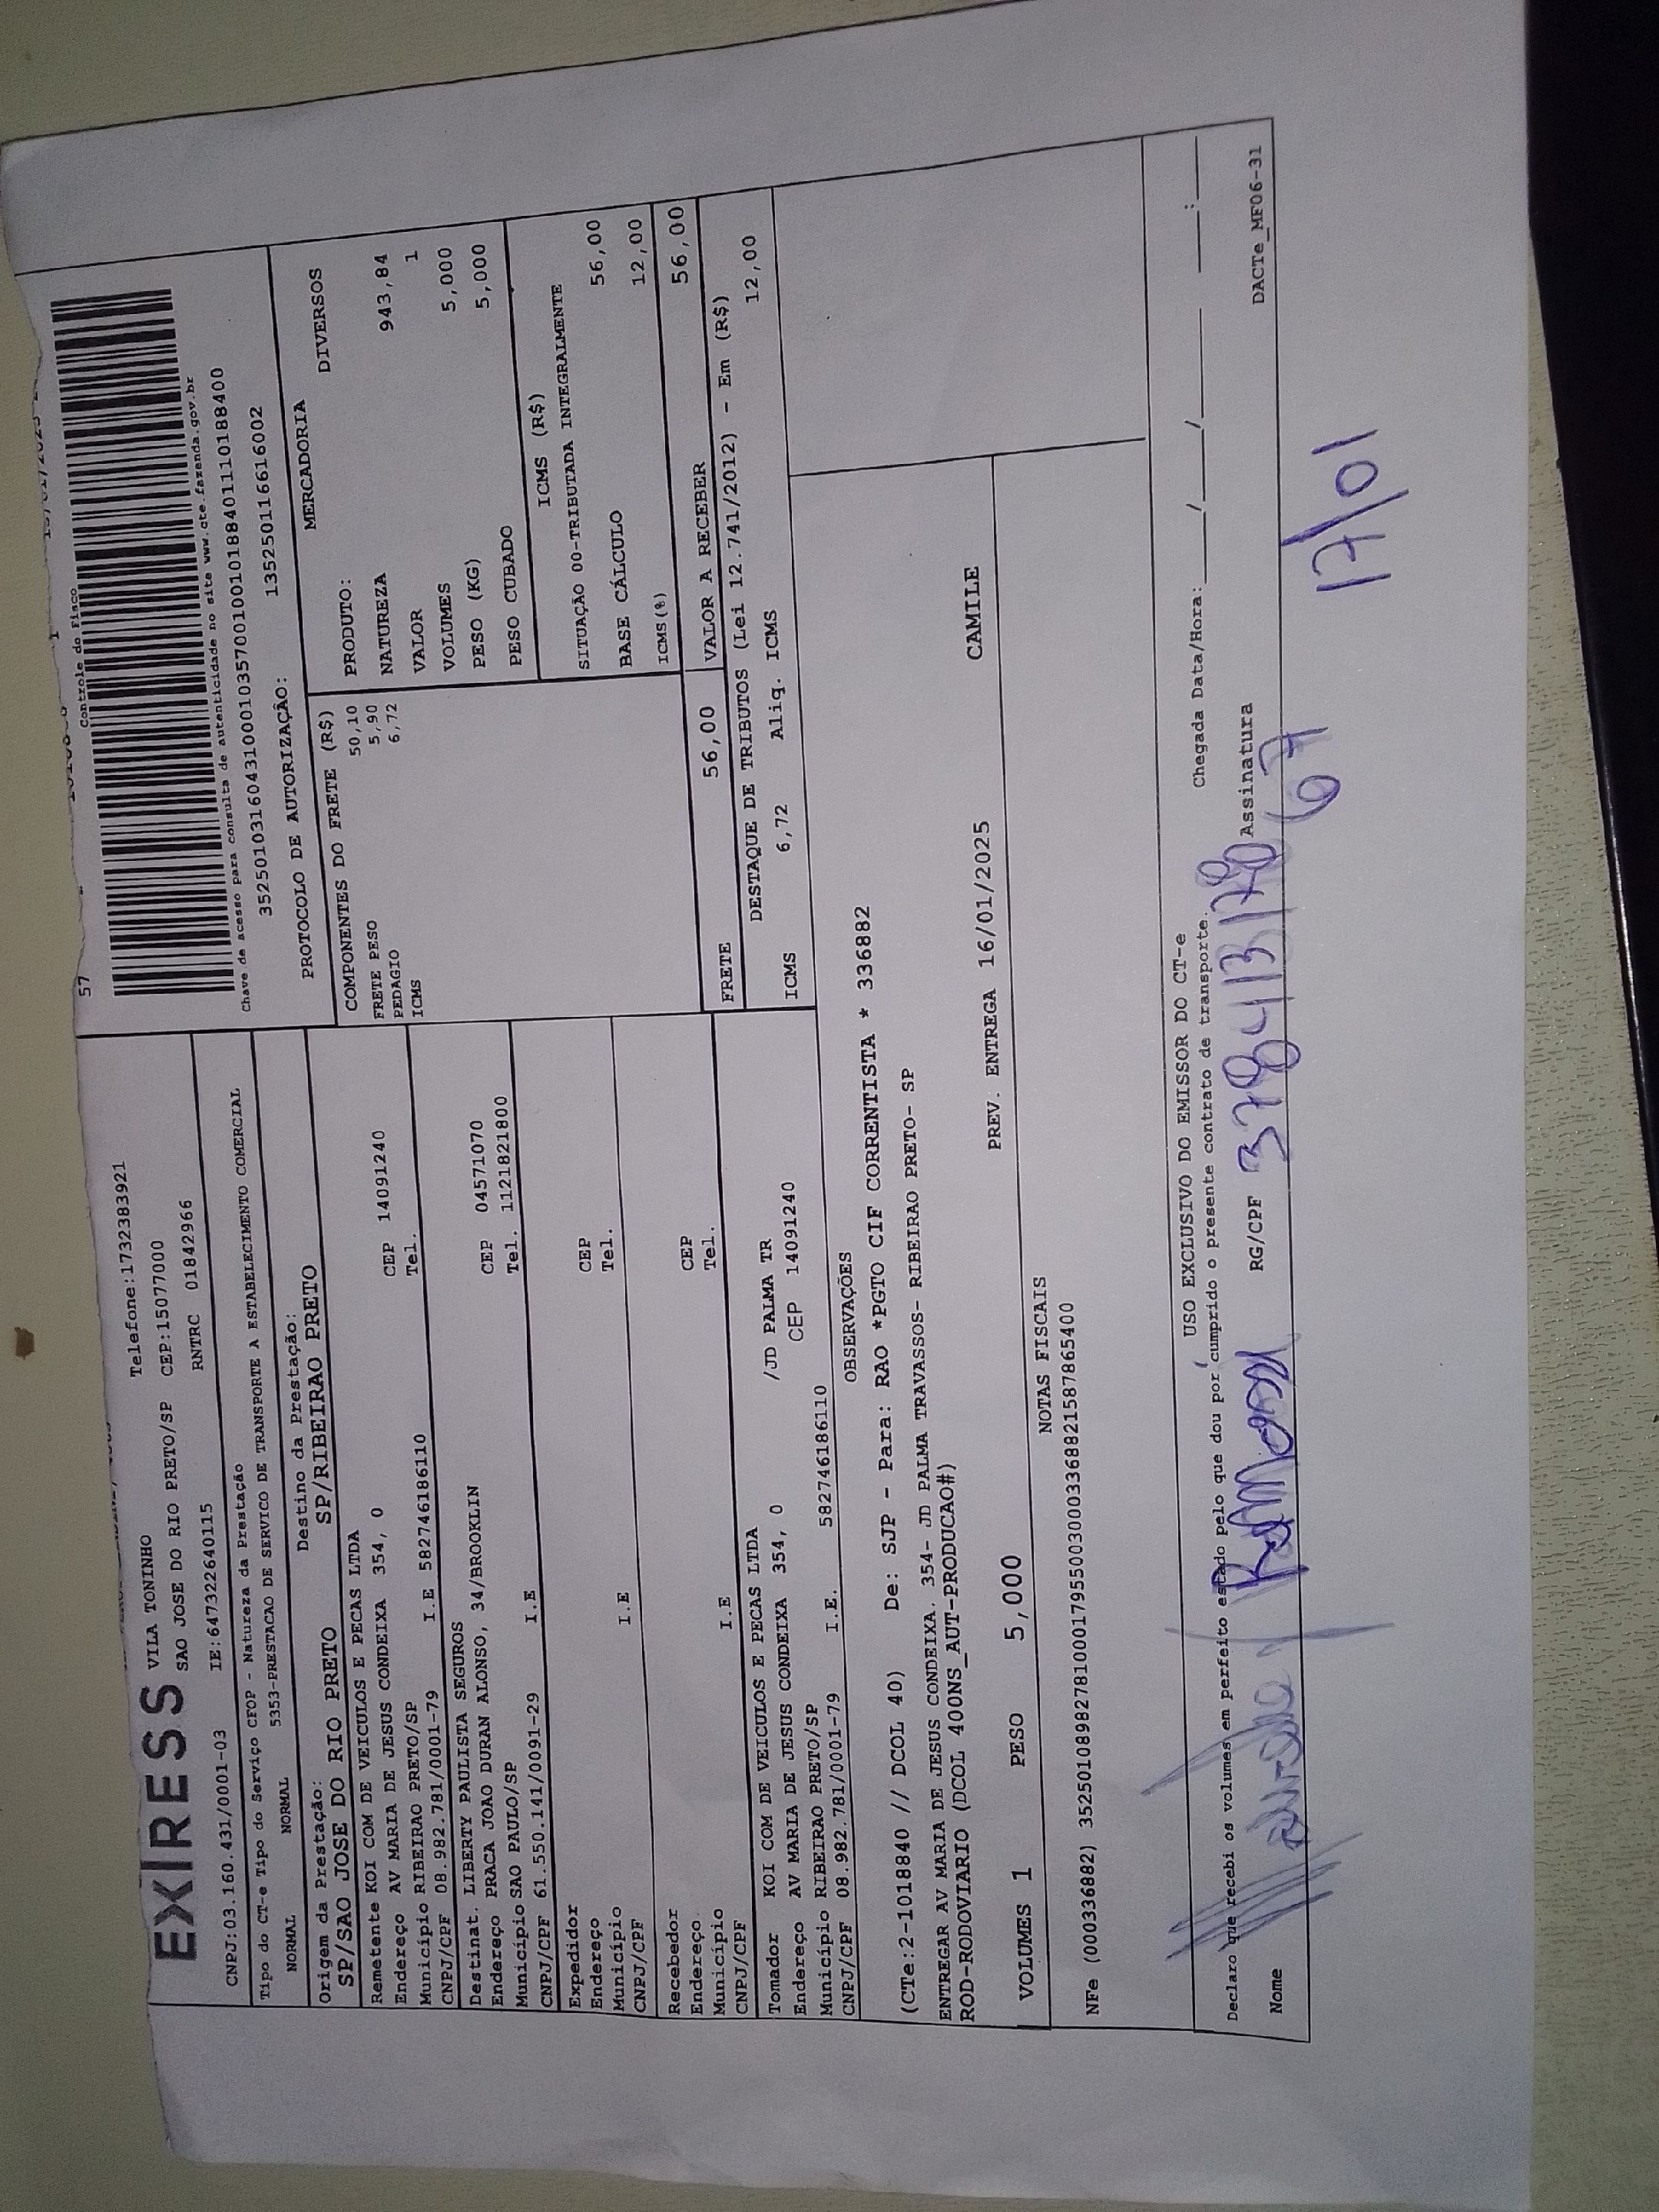 57
Controle do Fisco
EXPRESS
VILA TONINHO Telefone:1732383921
SAO JOSE DO RIO PRETO/SP CEP:15077000
CNPJ:03.160.431/0001-03 IE:647322640115 RNTRC 01842966
Chave de acesso para consulta de autenticidade no site www.cte.fazenda.gov.br
35250103160431000103570010010188401110188400
PROTOCOLO DE AUTORIZAÇÃO: 135250116616002
Tipo do CT-e Tipo do Serviço CFOP - Natureza da Prestação
NORMAL NORMAL 5353-PRESTACAO DE SERVICO DE TRANSPORTE A ESTABELECIMENTO COMERCIAL
Origem da Prestação: Destino da Prestação:
SP/SAO JOSE DO RIO PRETO SP/RIBEIRAO PRETO
Remetente KOI COM DE VEICULOS E PECAS LTDA
Endereço AV MARIA DE JESUS CONDEIXA 354, 0 CEP 14091240
Município RIBEIRAO PRETO/SP Tel.
CNPJ/CPF 08.982.781/0001-79 I.E 582746186110
Destinat. LIBERTY PAULISTA SEGUROS
Endereço PRACA JOAO DURAN ALONSO, 34/BROOKLIN CEP 04571070
Município SAO PAULO/SP Tel. 1121821800
CNPJ/CPF 61.550.141/0091-29 I.E
Expedidor
Endereço CEP
Município Tel.
CNPJ/CPF I.E
Recebedor
Endereço CEP
Município Tel.
CNPJ/CPF I.E
Tomador KOI COM DE VEICULOS E PECAS LTDA
Endereço AV MARIA DE JESUS CONDEIXA 354, 0 /JD PALMA TR
Município RIBEIRAO PRETO/SP CEP 14091240
CNPJ/CPF 08.982.781/0001-79 I.E. 582746186110
COMPONENTES DO FRETE (R$)
FRETE PESO 50,10
PEDAGIO 5,90
ICMS 6,72
MERCADORIA
PRODUTO: DIVERSOS
NATUREZA
VALOR 943,84
VOLUMES 1
PESO (KG) 5,000
PESO CUBADO 5,000
ICMS (R$)
SITUAÇÃO 00-TRIBUTADA INTEGRALMENTE
BASE CÁLCULO 56,00
ICMS(%) 12,00
FRETE 56,00 VALOR A RECEBER 56,00
DESTAQUE DE TRIBUTOS (Lei 12.741/2012) - Em (R$)
ICMS 6,72 Aliq. ICMS 12,00
OBSERVAÇÕES
(CTe:2-1018840 // DCOL 40) De: SJP - Para: RAO *PGTO CIF CORRENTISTA * 336882
ENTREGAR AV MARIA DE JESUS CONDEIXA. 354- JD PALMA TRAVASSOS- RIBEIRAO PRETO- SP
ROD-RODOVIARIO (DCOL 400NS_AUT-PRODUCAO#)
PREV. ENTREGA 16/01/2025 CAMILE
VOLUMES 1 PESO 5,000
NOTAS FISCAIS
NFe (000336882) 35250108982781000179550030003368821587865400
USO EXCLUSIVO DO EMISSOR DO CT-e
Declaro que recebi os volumes em perfeito estado pelo que dou por cumprido o presente contrato de transporte. Chegada Data/Hora: ___/___/___ ___:___
Nome RG/CPF Assinatura
DACTe_MF06-31
17/01